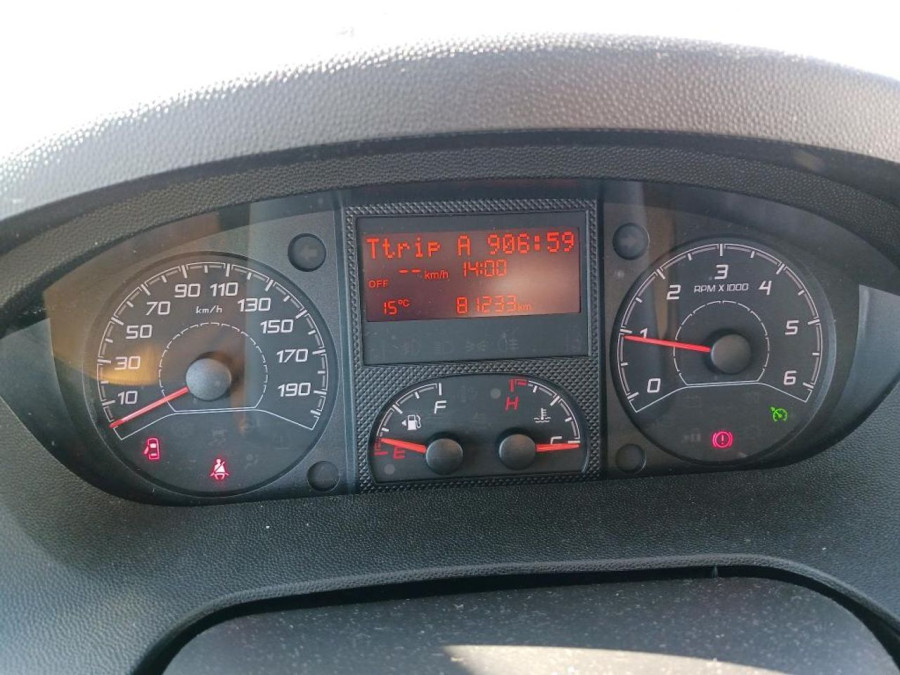 Ttrip A 906:59
-- km/h 14:00
OFF
15°C 81233 km
10 30 50 70 90 110 130 150 170 190
km/h
F
E
H
C
0 1 2 3 4 5 6
RPM X 1000